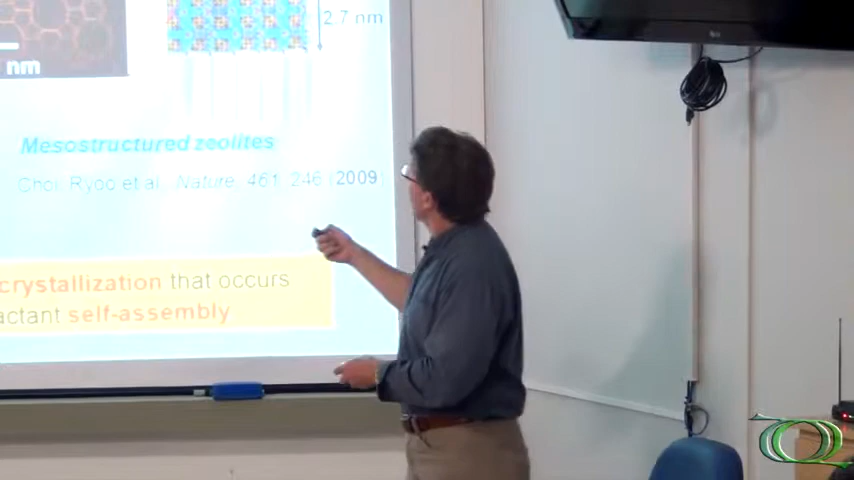 2.7 nm
nm
Mesostructured zeolites
Choi, Ryoo et al., Nature, 461, 246 (2009
crystallization that occurs
actant self-assembly
LG